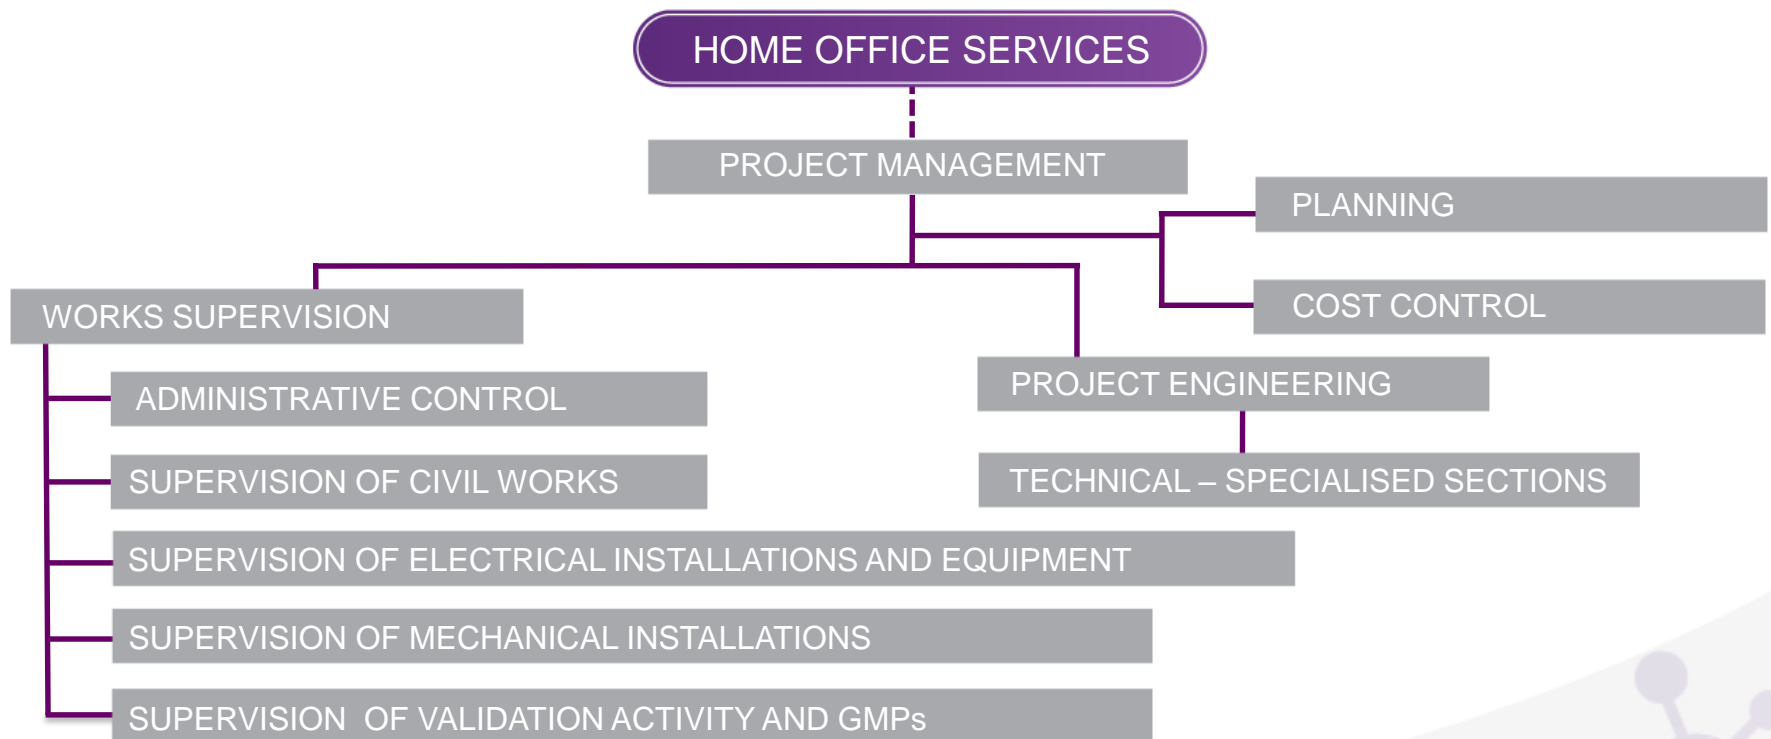 HOME OFFICE SERVICES
PROJECT MANAGEMENT
PLANNING
COST CONTROL
WORKS SUPERVISION
ADMINISTRATIVE CONTROL
SUPERVISION OF CIVIL WORKS
SUPERVISION OF ELECTRICAL INSTALLATIONS AND EQUIPMENT
SUPERVISION OF MECHANICAL INSTALLATIONS
SUPERVISION OF VALIDATION ACTIVITY AND GMPs
PROJECT ENGINEERING
TECHNICAL – SPECIALISED SECTIONS